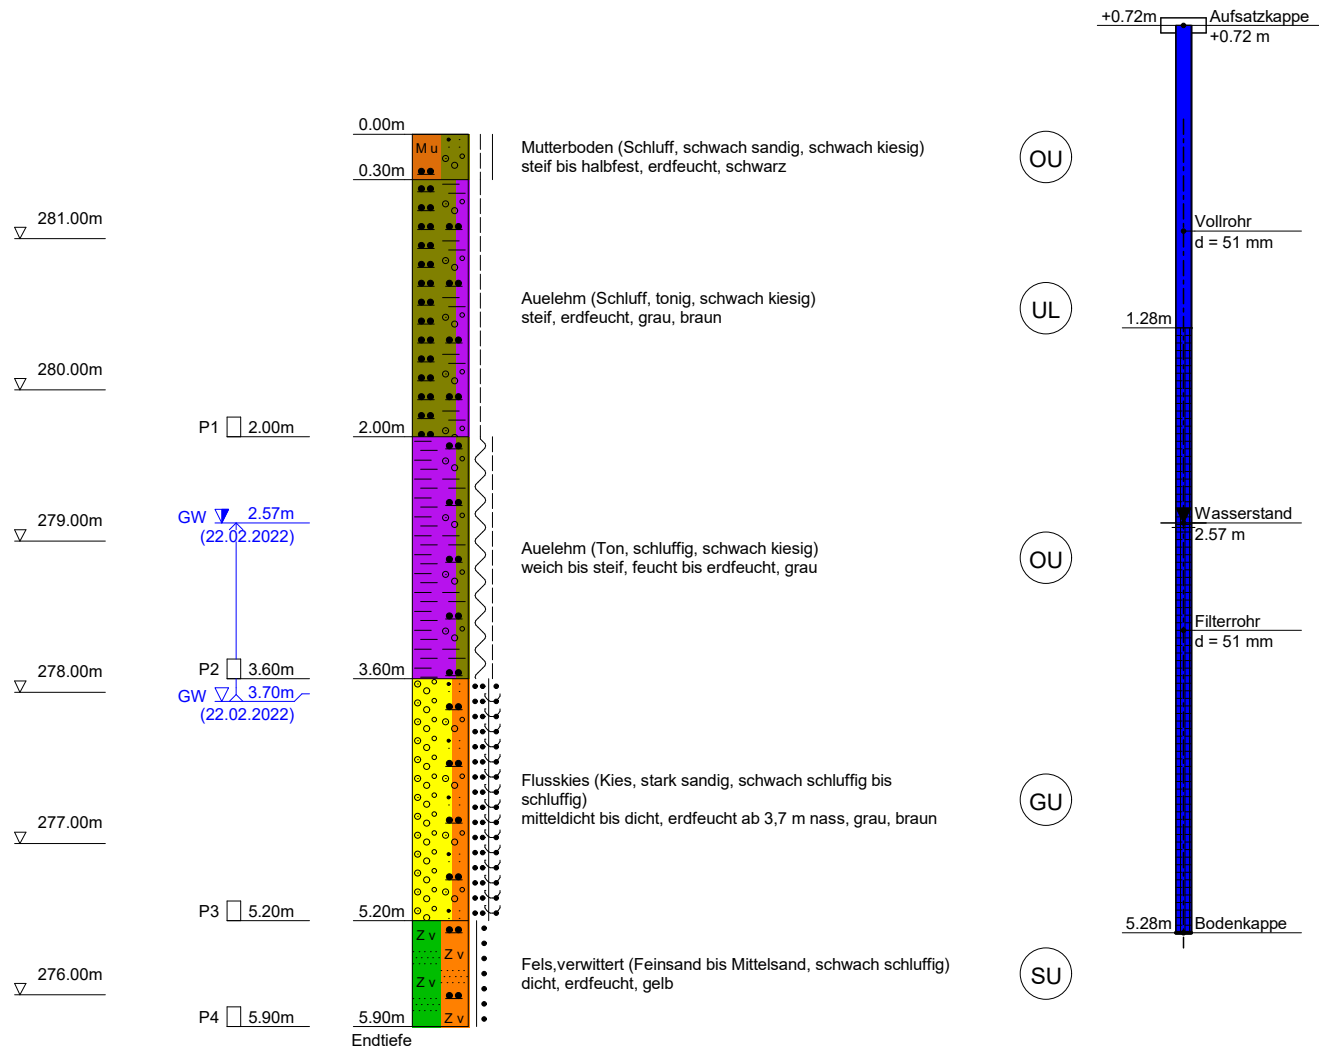 +0.72m
Aufsatzkappe
+0.72 m
0.00m
M u
0.30m
Mutterboden (Schluff, schwach sandig, schwach kiesig)
steif bis halbfest, erdfeucht, schwarz
OU
281.00m
Vollrohr
d = 51 mm
Auelehm (Schluff, tonig, schwach kiesig)
steif, erdfeucht, grau, braun
UL
1.28m
280.00m
P1
2.00m
2.00m
GW
2.57m
(22.02.2022)
279.00m
Wasserstand
2.57 m
Auelehm (Ton, schluffig, schwach kiesig)
weich bis steif, feucht bis erdfeucht, grau
OU
Filterrohr
d = 51 mm
278.00m
P2
3.60m
3.60m
GW
3.70m
(22.02.2022)
Flusskies (Kies, stark sandig, schwach schluffig bis
schluffig)
mitteldicht bis dicht, erdfeucht ab 3,7 m nass, grau, braun
GU
277.00m
P3
5.20m
5.20m
5.28m
Bodenkappe
Z v
Z v
Z v
Z v
Fels,verwittert (Feinsand bis Mittelsand, schwach schluffig)
dicht, erdfeucht, gelb
SU
276.00m
P4
5.90m
5.90m
Endtiefe